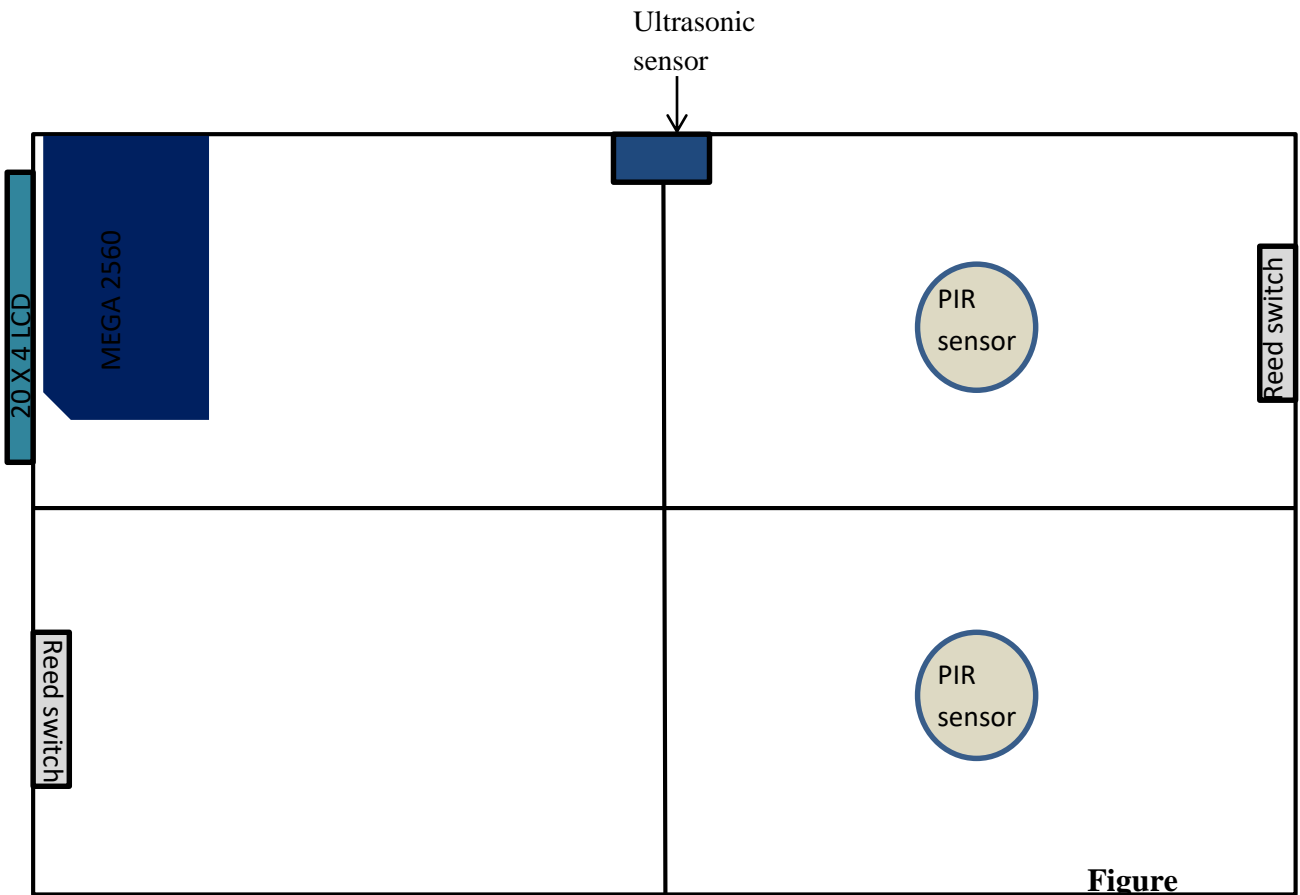 Ultrasonic
sensor
20 X 4 LCD
MEGA 2560
PIR
sensor
Reed switch
Reed switch
PIR
sensor
Figure